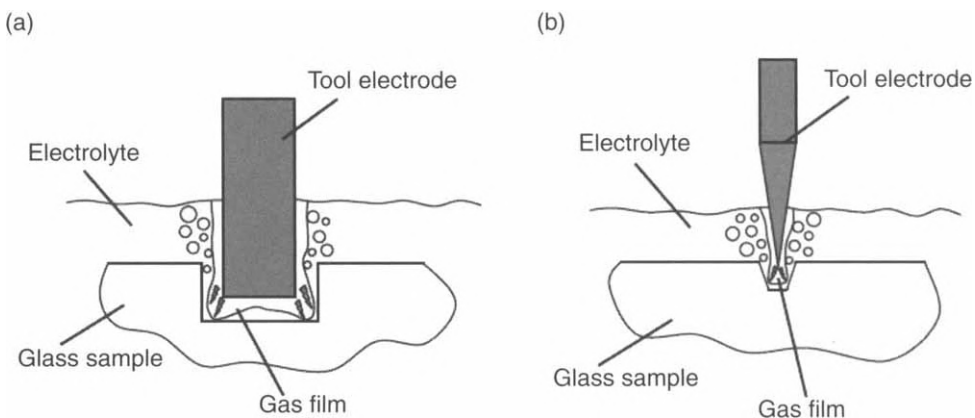 (a)
Tool electrode
Electrolyte
Glass sample
Gas film
(b)
Tool electrode
Electrolyte
Glass sample
Gas film